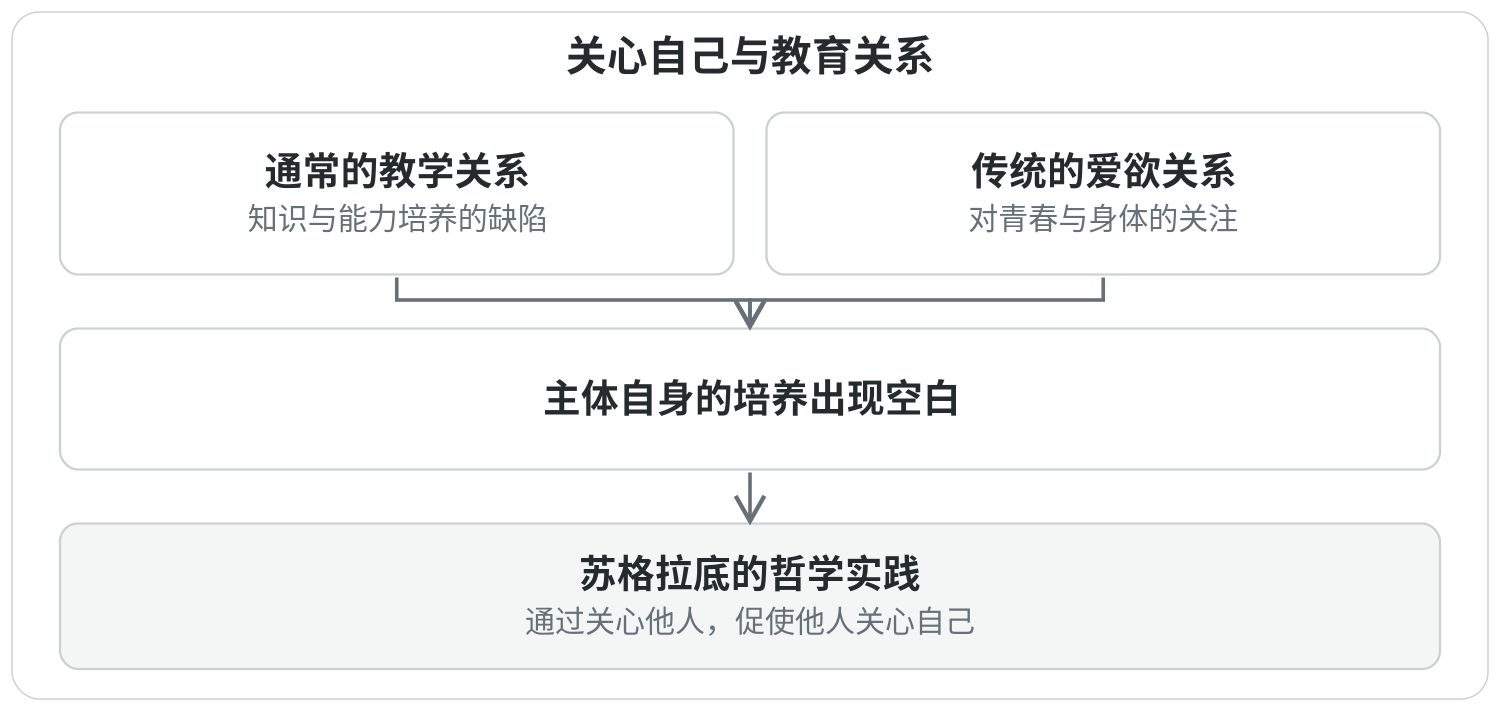 关心自己与教育关系
通常的教学关系
知识与能力培养的缺陷
传统的爱欲关系
对青春与身体的关注
主体自身的培养出现空白
苏格拉底的哲学实践
通过关心他人，促使他人关心自己